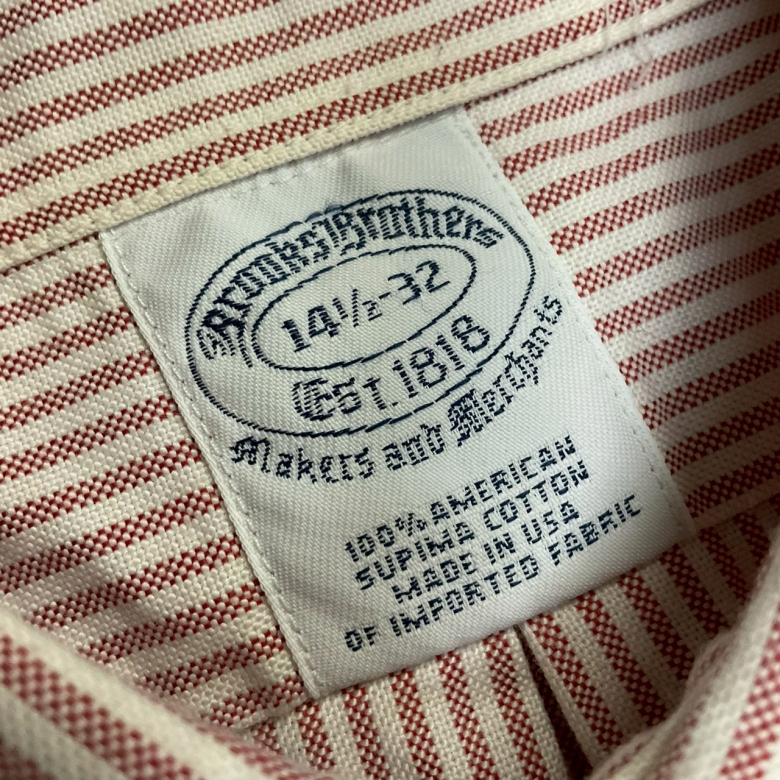 Brooks Brothers
14½-32
Est. 1818
Makers and Merchants
100% AMERICAN
SUPIMA COTTON
MADE IN USA
OF IMPORTED FABRIC